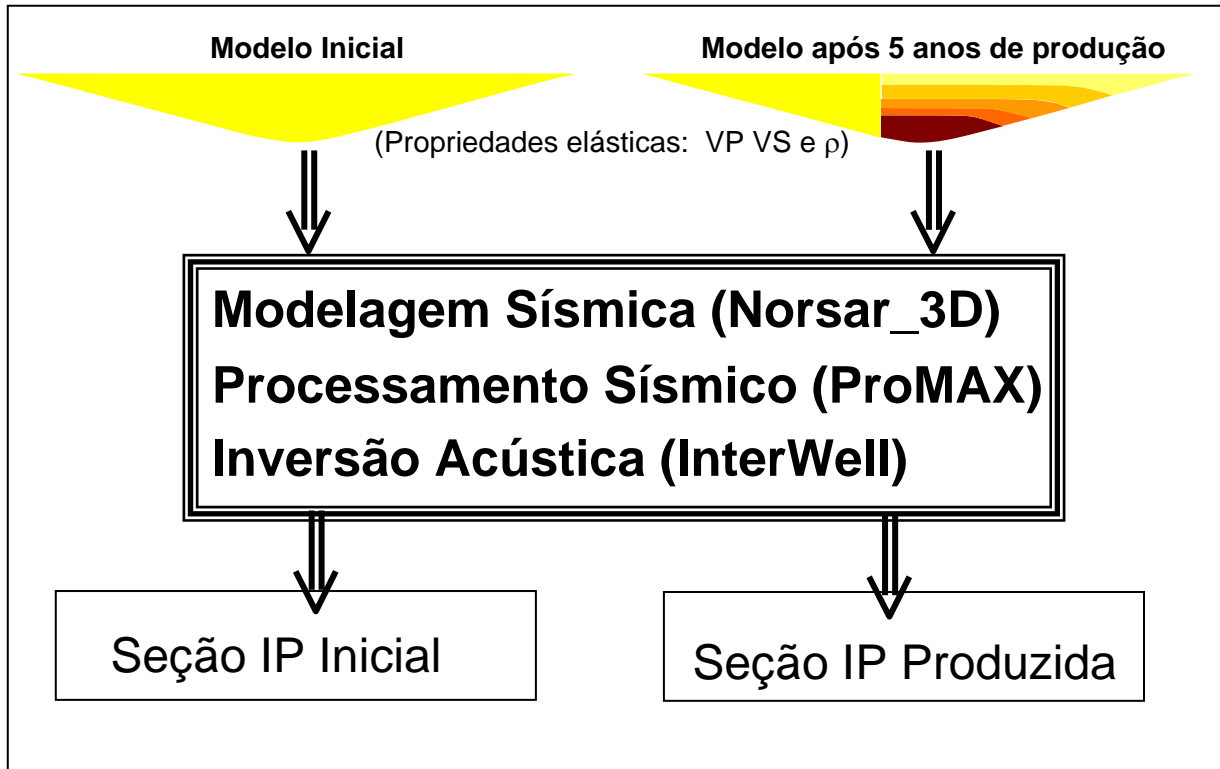 Modelo Inicial
Modelo após 5 anos de produção
(Propriedades elásticas: VP VS e ρ)
Modelagem Sísmica (Norsar_3D)
Processamento Sísmico (ProMAX)
Inversão Acústica (InterWell)
Seção IP Inicial
Seção IP Produzida